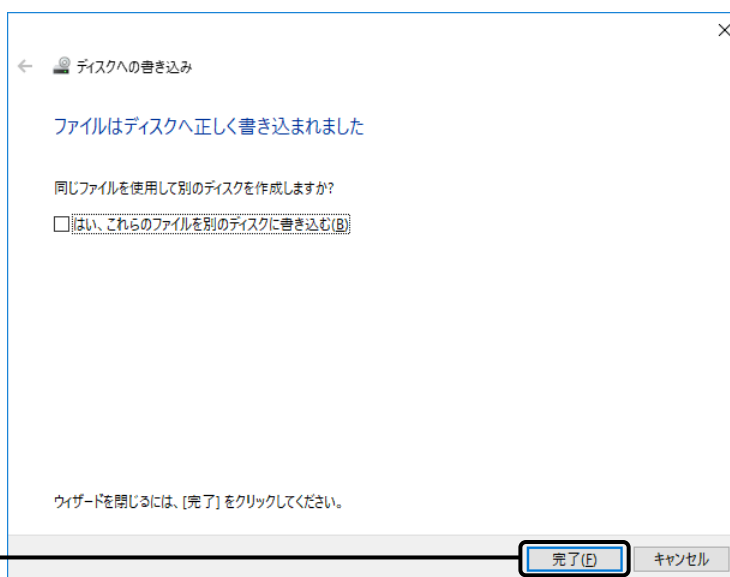 ディスクへの書き込み
ファイルはディスクへ正しく書き込まれました
同じファイルを使用して別のディスクを作成しますか?
はい、これらのファイルを別のディスクに書き込む(B)
ウィザードを閉じるには、[完了] をクリックしてください。
完了(F) キャンセル